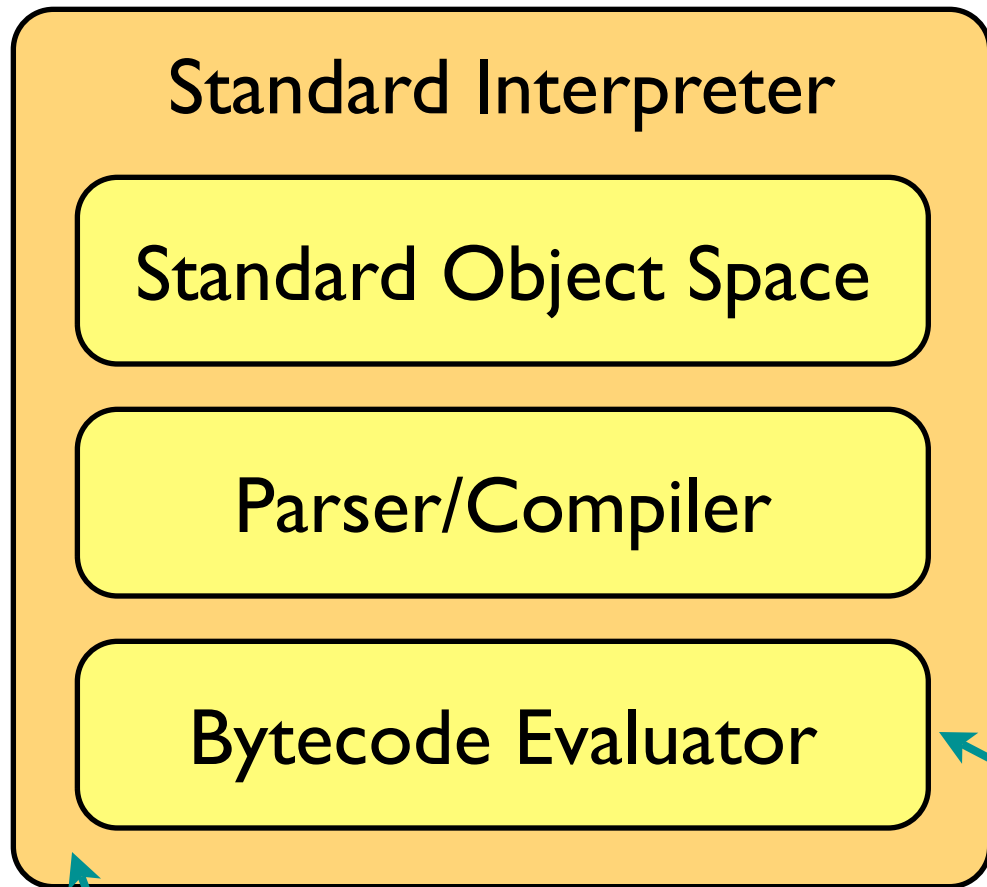 Standard Interpreter
Standard Object Space
Parser/Compiler
Bytecode Evaluator